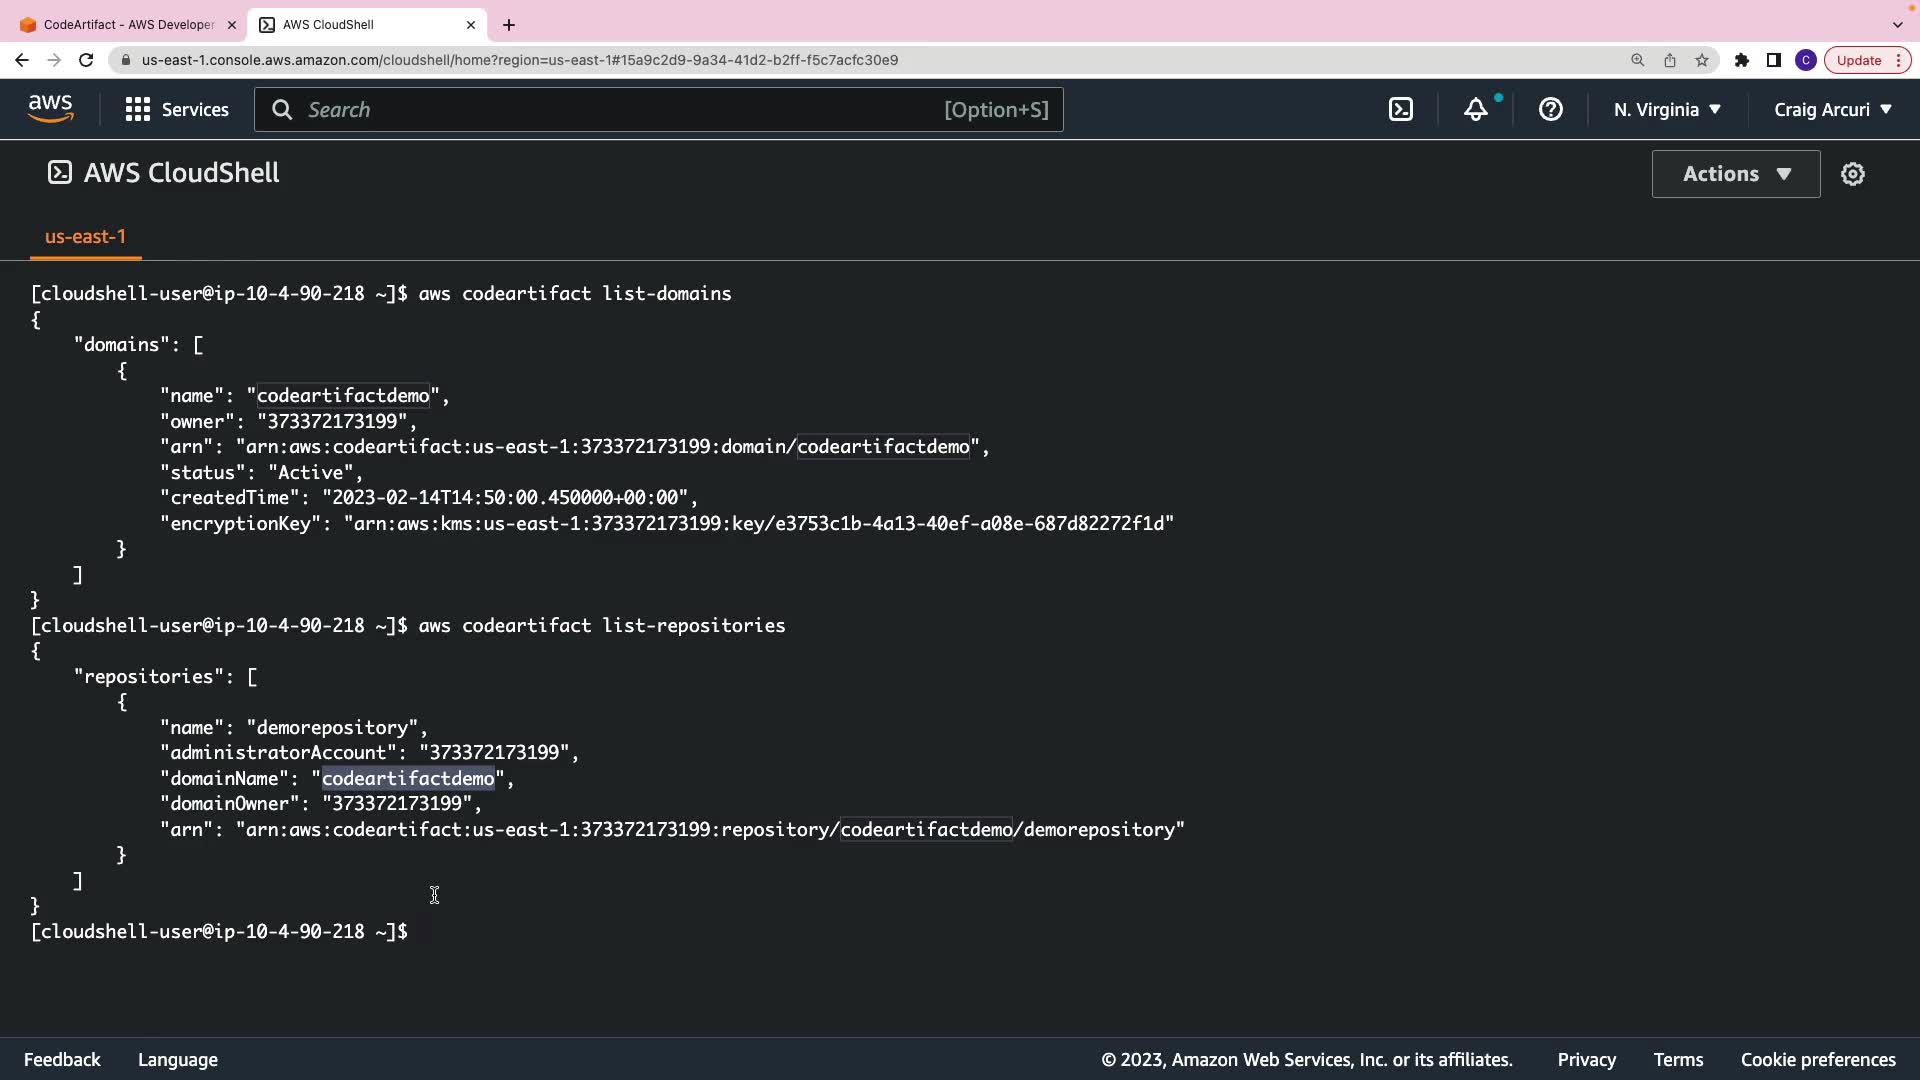 CodeArtifact - AWS Developer
AWS CloudShell
us-east-1.console.aws.amazon.com/cloudshell/home?region=us-east-1#15a9c2d9-9a34-41d2-b2ff-f5c7acfc30e9
C
Update
aws
Services
Search
[Option+S]
N. Virginia
Craig Arcuri
AWS CloudShell
Actions
us-east-1
[cloudshell-user@ip-10-4-90-218 ~]$ aws codeartifact list-domains
{
    "domains": [
        {
            "name": "codeartifactdemo",
            "owner": "373372173199",
            "arn": "arn:aws:codeartifact:us-east-1:373372173199:domain/codeartifactdemo",
            "status": "Active",
            "createdTime": "2023-02-14T14:50:00.450000+00:00",
            "encryptionKey": "arn:aws:kms:us-east-1:373372173199:key/e3753c1b-4a13-40ef-a08e-687d82272f1d"
        }
    ]
}
[cloudshell-user@ip-10-4-90-218 ~]$ aws codeartifact list-repositories
{
    "repositories": [
        {
            "name": "demorepository",
            "administratorAccount": "373372173199",
            "domainName": "codeartifactdemo",
            "domainOwner": "373372173199",
            "arn": "arn:aws:codeartifact:us-east-1:373372173199:repository/codeartifactdemo/demorepository"
        }
    ]
}
[cloudshell-user@ip-10-4-90-218 ~]$
Feedback
Language
© 2023, Amazon Web Services, Inc. or its affiliates.
Privacy
Terms
Cookie preferences